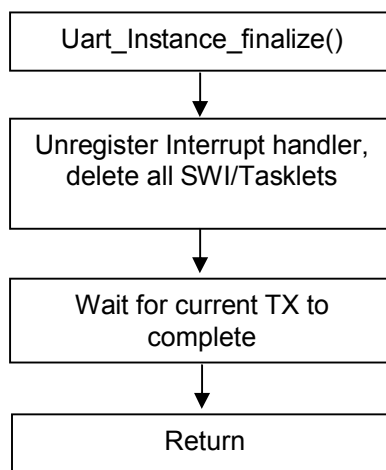 Uart_Instance_finalize()
Unregister Interrupt handler,
delete all SWI/Tasklets
Wait for current TX to
complete
Return